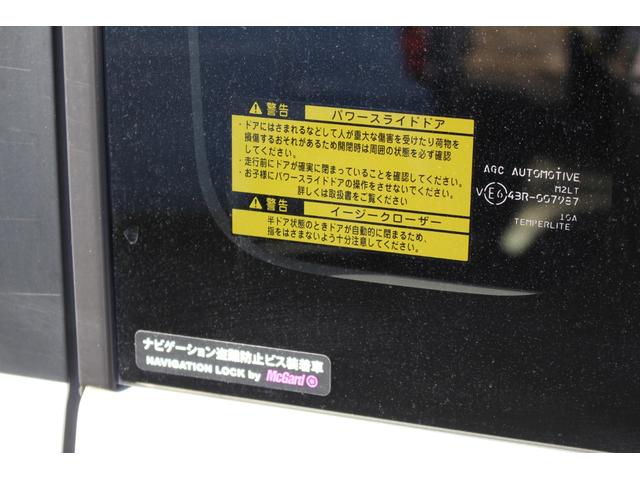 ⚠警告 パワースライドドア
・ドアにはさまれるなどして人が重大な傷害を受けたり荷物を
損傷するおそれがあるため開閉時は周囲の状態を必ず確認
してください。
・走行前にドアが確実に閉まっていることを確認してください。
・お子様にパワースライドドアの操作をさせないでください。
詳しくは取扱書をご覧ください
⚠警告 イージークローザー
半ドア状態のときドアが自動的に閉まるため、
指をはさまないよう十分注意してください。
AGC AUTOMOTIVE
M2LT
V E6 43R-007987
10A
TEMPERLITE
ナビゲーション盗難防止ビス装着車
NAVIGATION LOCK by McGard